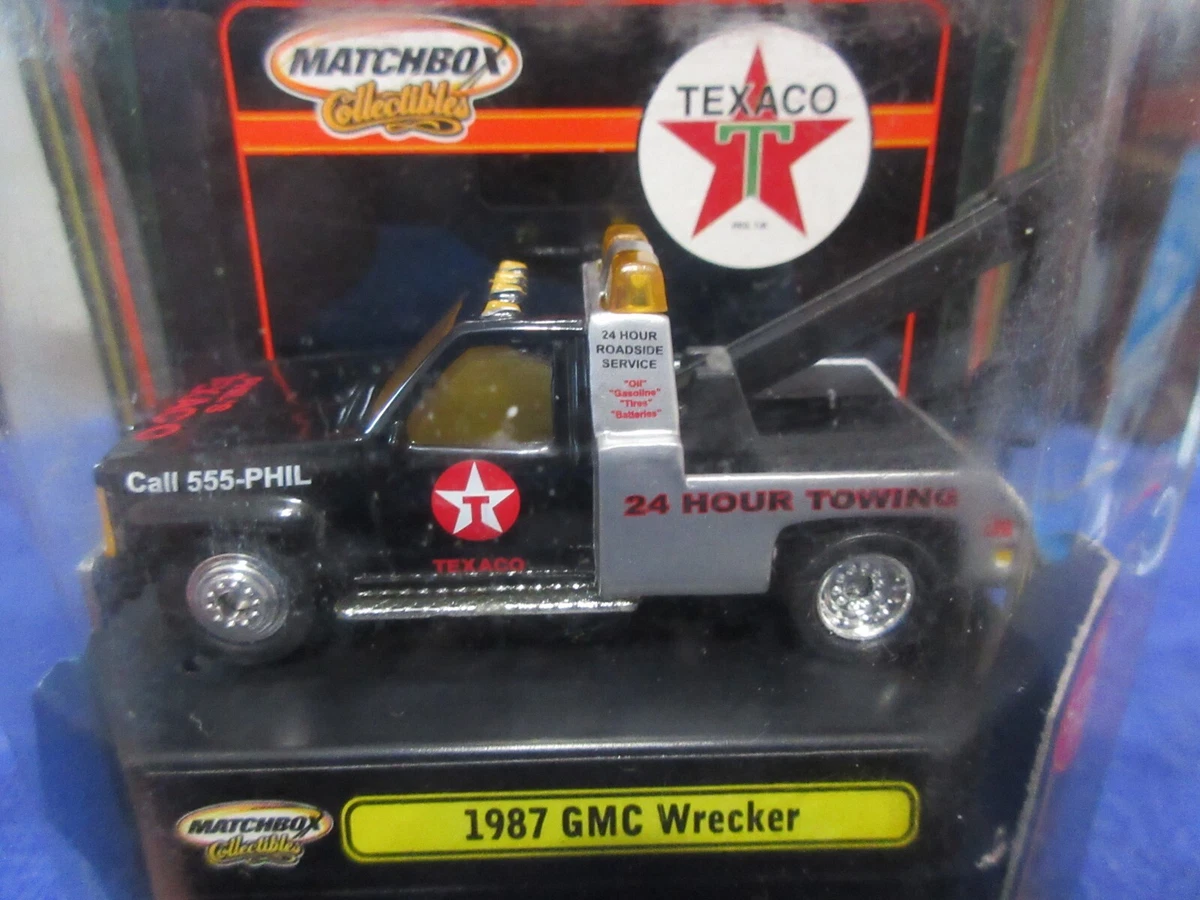 MATCHBOX
Collectibles
TEXACO
T
24 HOUR
ROADSIDE
SERVICE
"Oil"
"Gasoline"
"Tires"
"Batteries"
Call 555-PHIL
T
TEXACO
24 HOUR TOWING
MATCHBOX
Collectibles
1987 GMC Wrecker